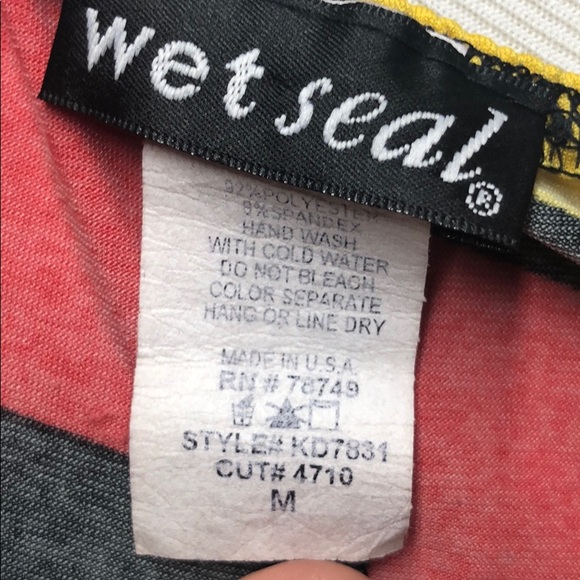 wet seal®
92% POLYESTER
8% SPANDEX
HAND WASH
WITH COLD WATER
DO NOT BLEACH
COLOR SEPARATE
HANG OR LINE DRY
MADE IN U.S.A.
RN # 78749
STYLE# KD7831
CUT# 4710
M